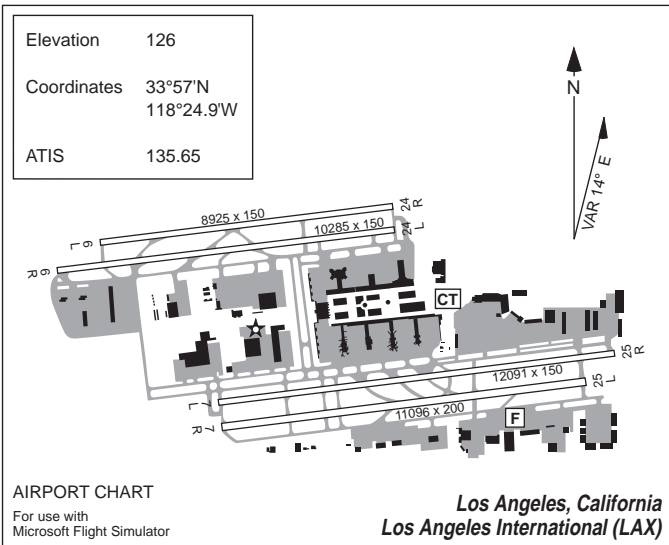 Elevation 126
Coordinates 33°57'N
118°24.9'W
ATIS 135.65
N
VAR 14° E
8925 x 150
24
R
6
L
10285 x 150
24
L
6
R
CT
12091 x 150
25
R
7
L
11096 x 200
25
L
7
R
F
AIRPORT CHART
For use with
Microsoft Flight Simulator
Los Angeles, California
Los Angeles International (LAX)